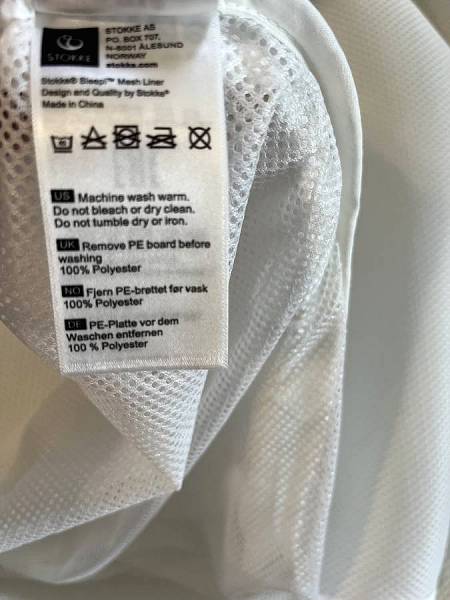 STOKKE
STOKKE AS
PO. BOX 707,
N-6001 ÅLESUND
NORWAY
stokke.com
Stokke® Sleepi™ Mesh Liner
Design and Quality by Stokke®
Made in China
US Machine wash warm.
Do not bleach or dry clean.
Do not tumble dry or iron.
UK Remove PE board before
washing
100% Polyester
NO Fjern PE-brettet før vask
100% Polyester
DE PE-Platte vor dem
Waschen entfernen
100 % Polyester